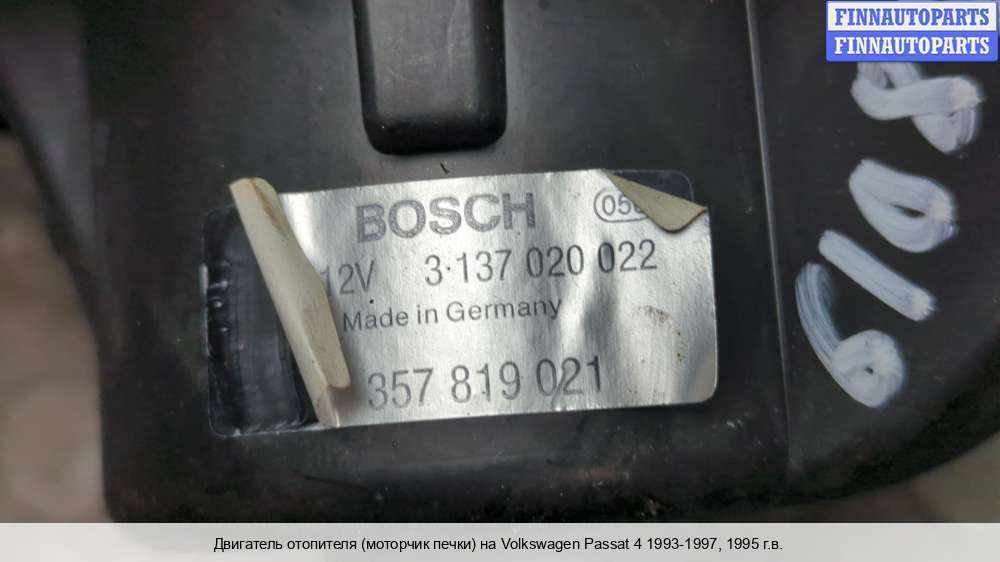 FINNAUTOPARTS
FINNAUTOPARTS
BOSCH
12V 3·137 020 022
Made in Germany
357 819 021
Двигатель отопителя (моторчик печки) на Volkswagen Passat 4 1993-1997, 1995 г.в.